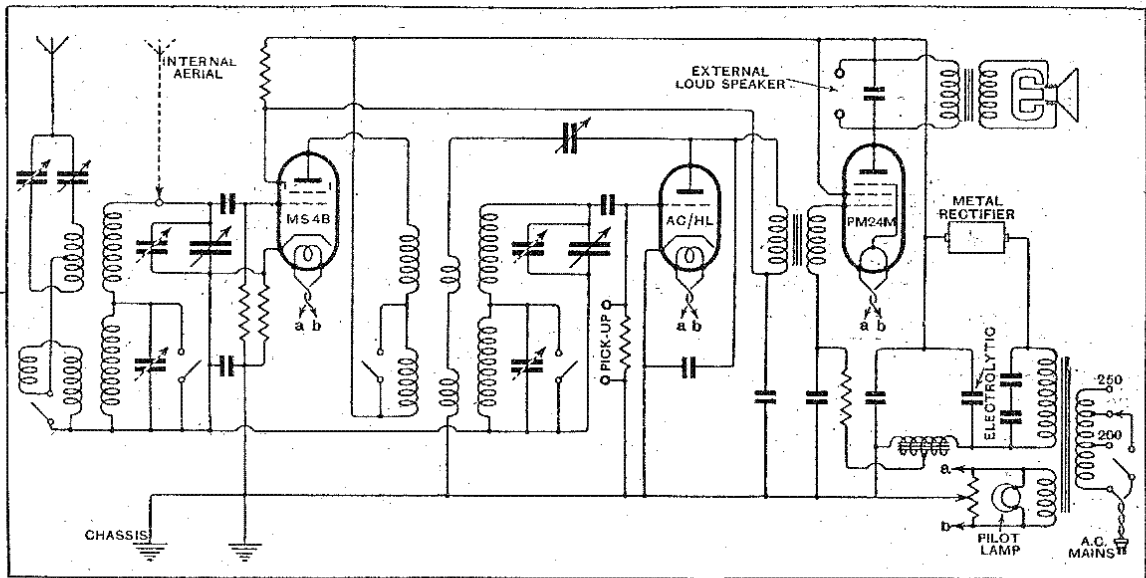 INTERNAL
AERIAL
EXTERNAL
LOUD SPEAKER
MS4B
AC/HL
PM24M
METAL
RECTIFIER
a b
a b
a b
PICK-UP
ELECTROLYTIC
250
200
a
b
PILOT
LAMP
A.C.
MAINS
CHASSIS